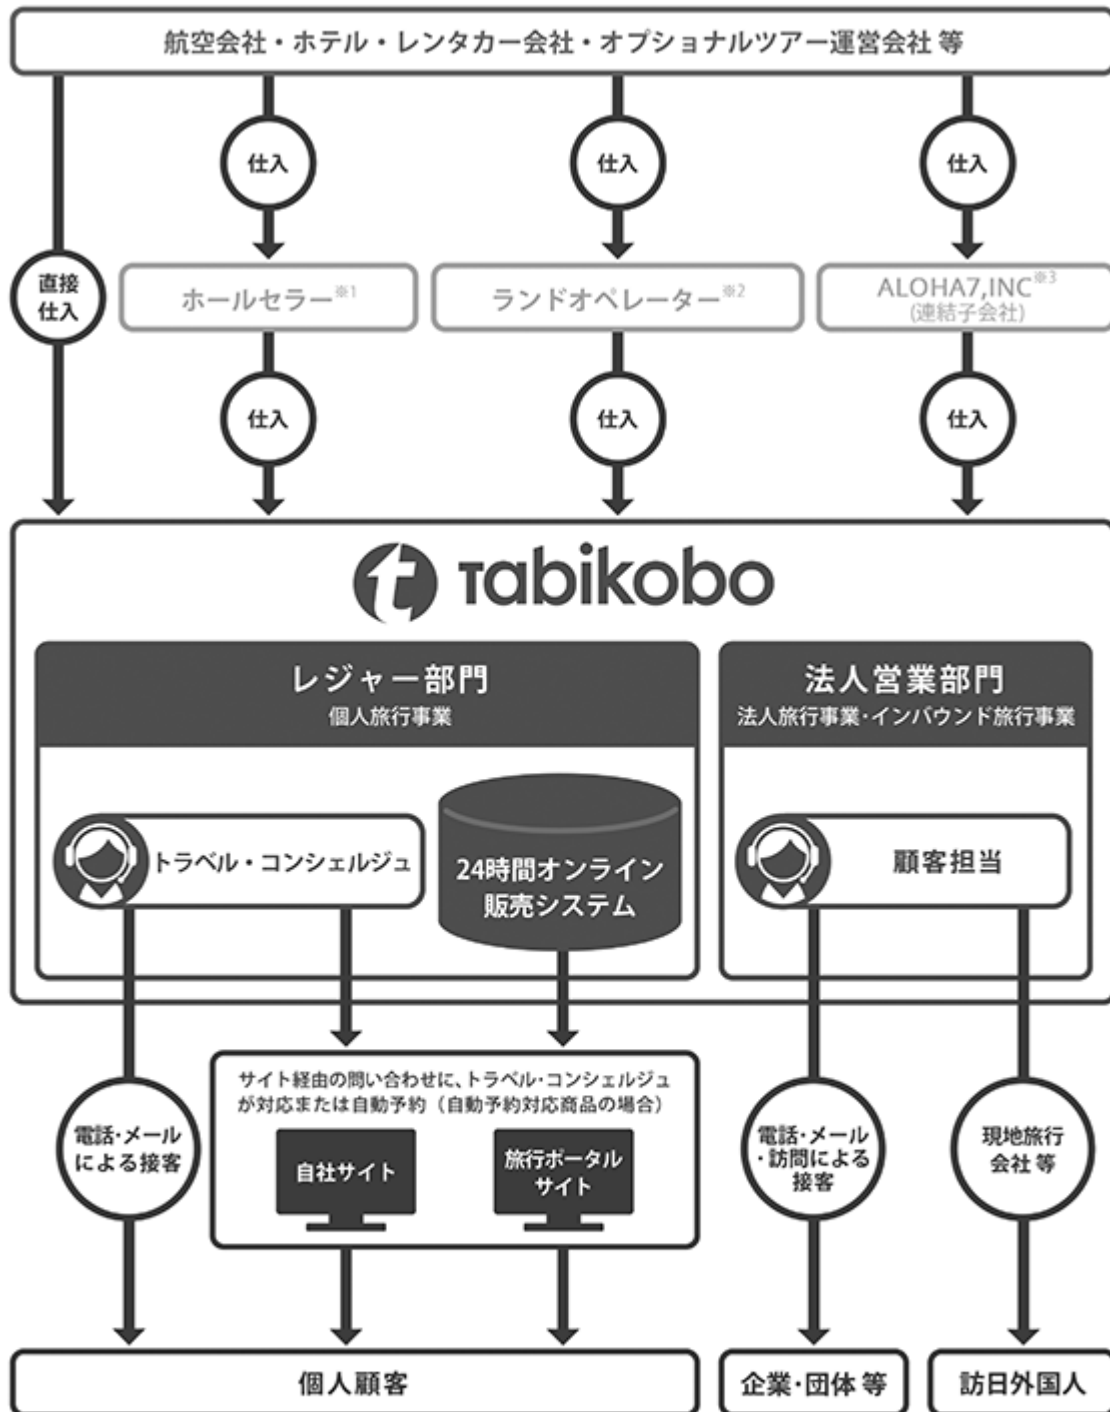 航空会社・ホテル・レンタカー会社・オプショナルツアー運営会社 等
仕入
仕入
仕入
直接
仕入
ホールセラー※1
ランドオペレーター※2
ALOHA7,INC※3
(連結子会社)
仕入
仕入
仕入
t Tabikobo
レジャー部門
個人旅行事業
法人営業部門
法人旅行事業・インバウンド旅行事業
トラベル・コンシェルジュ
24時間オンライン
販売システム
顧客担当
サイト経由の問い合わせに、トラベル・コンシェルジュ
が対応または自動予約（自動予約対応商品の場合）
電話・メール
による接客
自社サイト
旅行ポータル
サイト
電話・メール
・訪問による
接客
現地旅行
会社 等
個人顧客
企業・団体 等
訪日外国人